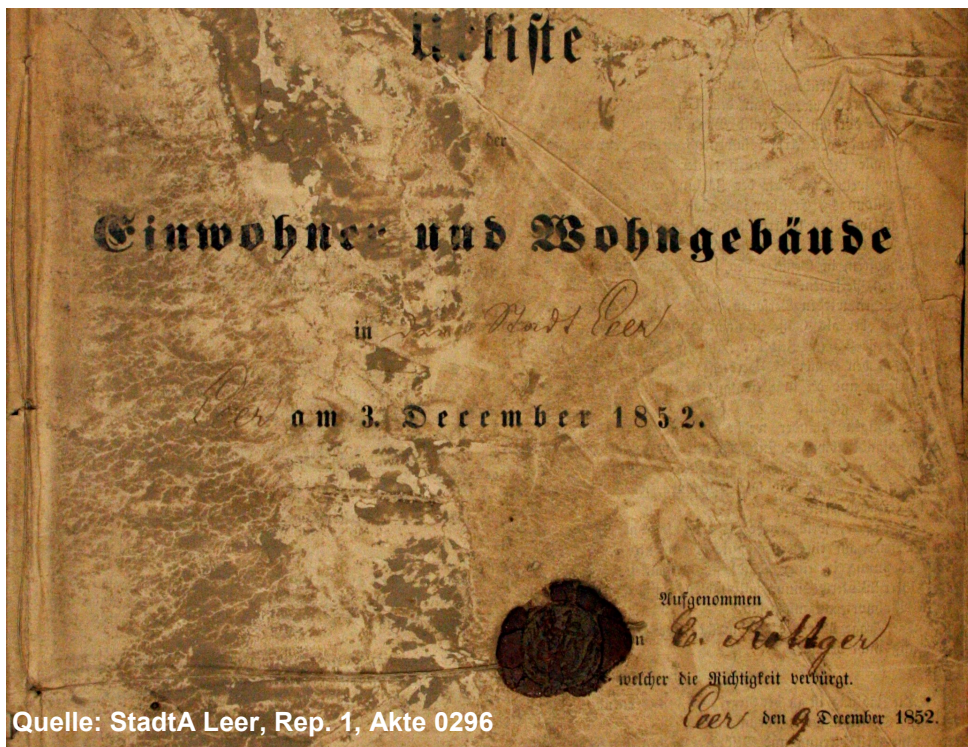 Urliste
der
Einwohner und Wohngebäude
in Stadt Leer
Leer am 3. December 1852.
Aufgenommen
n C. Röttger
welcher die Richtigkeit verbürgt.
Leer den 9 December 1852.
Quelle: StadtA Leer, Rep. 1, Akte 0296